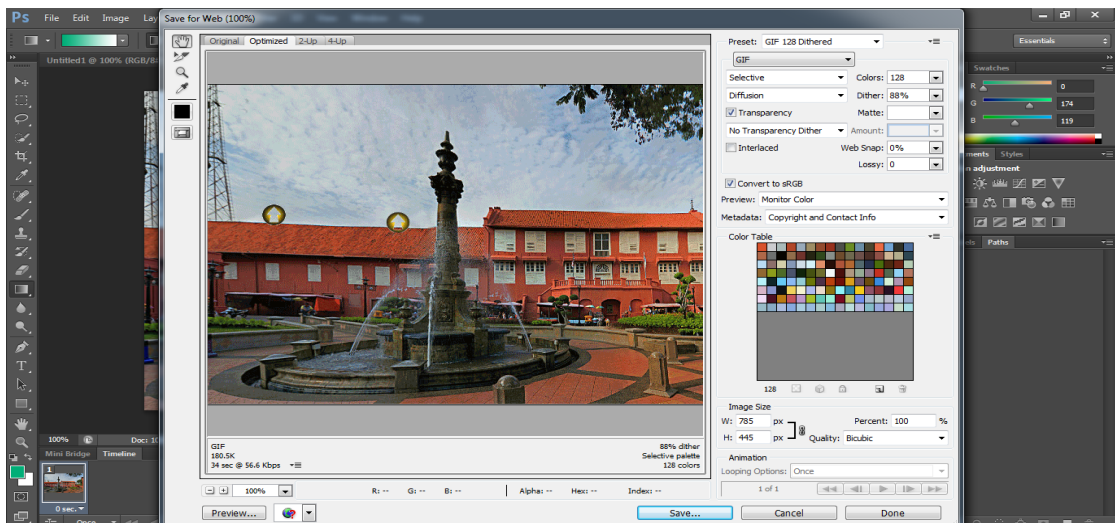 Ps File Edit Image Lay
Save for Web (100%)
Essentials
Untitled1 @ 100% (RGB/8
Original Optimized 2-Up 4-Up
Preset: GIF 128 Dithered
GIF
Selective Colors: 128
Diffusion Dither: 88%
Transparency Matte:
No Transparency Dither Amount:
Interlaced Web Snap: 0%
Lossy: 0
Convert to sRGB
Preview: Monitor Color
Metadata: Copyright and Contact Info
Color Table
128
Image Size
W: 785 px Percent: 100 %
H: 445 px Quality: Bicubic
Animation
Looping Options: Once
1 of 1
GIF 88% dither
180.5K Selective palette
34 sec @ 56.6 Kbps 128 colors
100% R: -- G: -- B: -- Alpha: -- Hex: -- Index: --
Preview... Save... Cancel Done
Swatches
R 0
G 174
B 119
ments Styles
n adjustment
els Paths
100% Doc: 10
Mini Bridge Timeline
1
0 sec.
Once